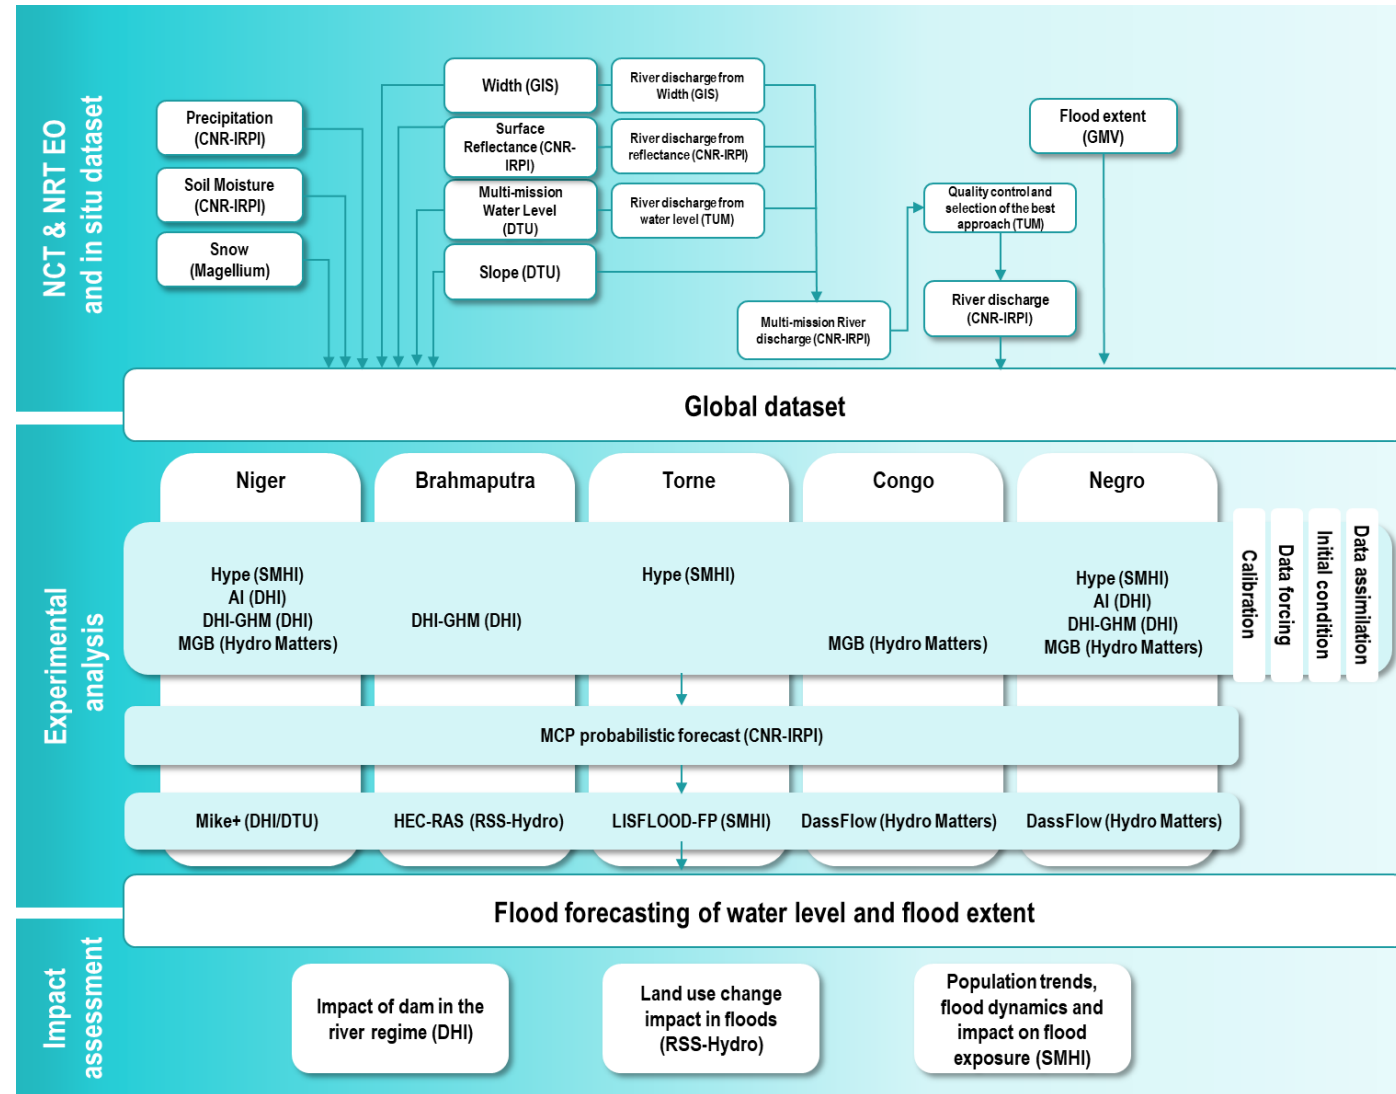 NCT & NRT EO
and in situ dataset
Precipitation
(CNR-IRPI)
Soil Moisture
(CNR-IRPI)
Snow
(Magellium)
Width (GIS)
Surface
Reflectance (CNR-
IRPI)
Multi-mission
Water Level
(DTU)
Slope (DTU)
River discharge from
Width (GIS)
River discharge from
reflectance (CNR-IRPI)
River discharge from
water level (TUM)
Multi-mission River
discharge (CNR-IRPI)
Quality control and
selection of the best
approach (TUM)
River discharge
(CNR-IRPI)
Flood extent
(GMV)
Global dataset
Experimental
analysis
Niger
Brahmaputra
Torne
Congo
Negro
Hype (SMHI)
AI (DHI)
DHI-GHM (DHI)
MGB (Hydro Matters)
DHI-GHM (DHI)
Hype (SMHI)
MGB (Hydro Matters)
Hype (SMHI)
AI (DHI)
DHI-GHM (DHI)
MGB (Hydro Matters)
Calibration
Data forcing
Initial condition
Data assimilation
MCP probabilistic forecast (CNR-IRPI)
Mike+ (DHI/DTU)
HEC-RAS (RSS-Hydro)
LISFLOOD-FP (SMHI)
DassFlow (Hydro Matters)
DassFlow (Hydro Matters)
Flood forecasting of water level and flood extent
Impact
assessment
Impact of dam in the
river regime (DHI)
Land use change
impact in floods
(RSS-Hydro)
Population trends,
flood dynamics and
impact on flood
exposure (SMHI)